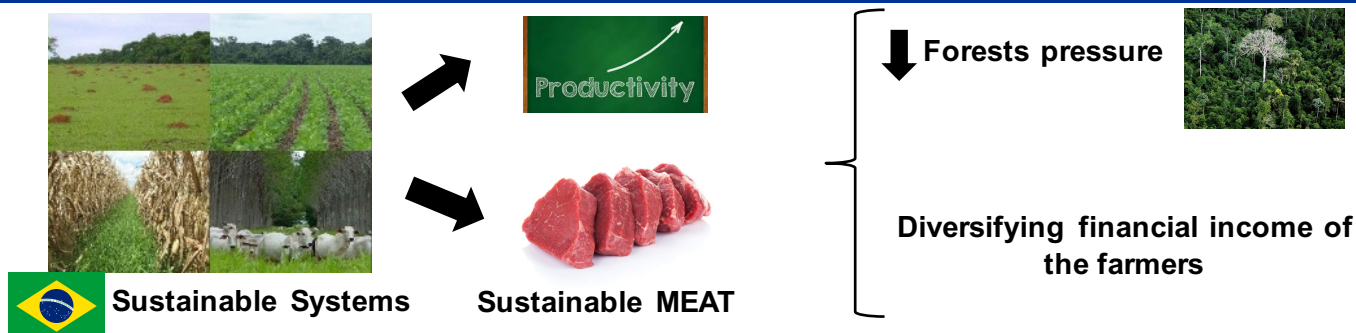 Productivity
Forests pressure
Diversifying financial income of
the farmers
Sustainable Systems
Sustainable MEAT